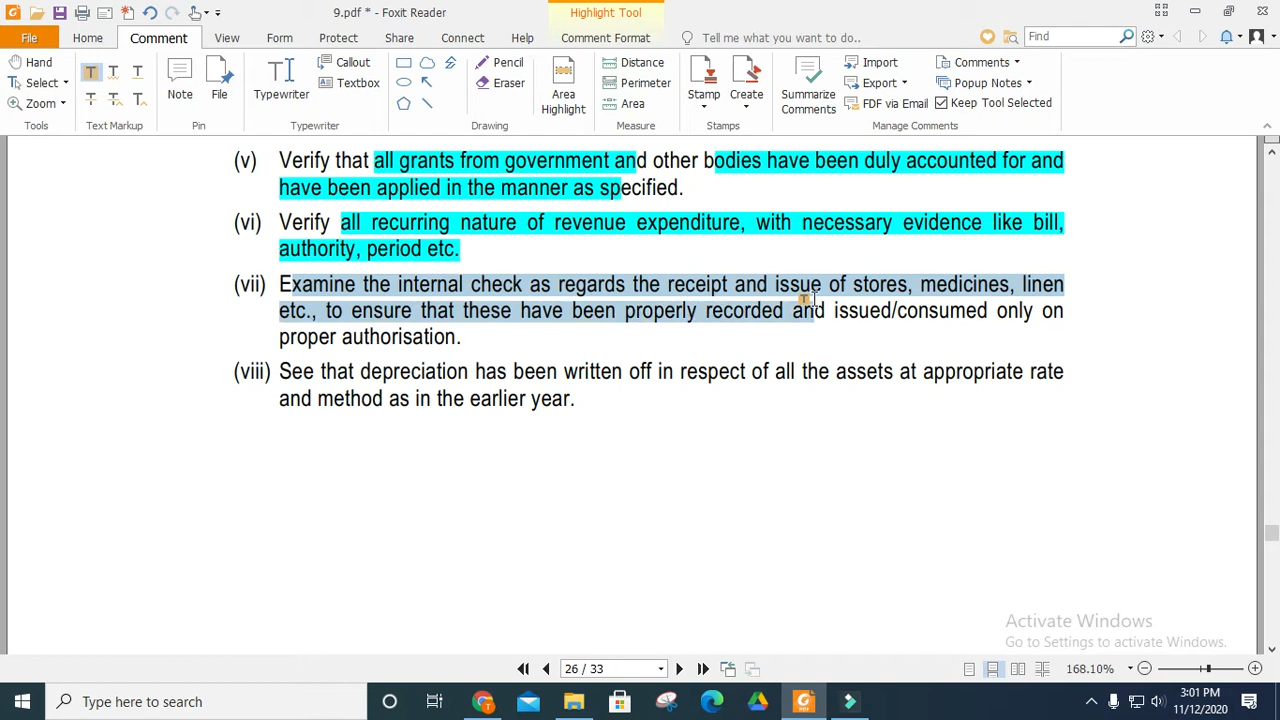 9.pdf * - Foxit Reader
Highlight Tool
File Home Comment View Form Protect Share Connect Help Comment Format Tell me what you want to do.. Find
Hand
Select
Zoom
Tools
Text Markup
Note
File
Pin
Typewriter
Callout
Textbox
Typewriter
Pencil
Eraser
Drawing
Area
Highlight
Distance
Perimeter
Area
Measure
Stamp
Create
Stamps
Summarize
Comments
Import
Export
FDF via Email
Comments
Popup Notes
Keep Tool Selected
Manage Comments
(v) Verify that all grants from government and other bodies have been duly accounted for and
have been applied in the manner as specified.
(vi) Verify all recurring nature of revenue expenditure, with necessary evidence like bill,
authority, period etc.
(vii) Examine the internal check as regards the receipt and issue of stores, medicines, linen
etc., to ensure that these have been properly recorded and issued/consumed only on
proper authorisation.
(viii) See that depreciation has been written off in respect of all the assets at appropriate rate
and method as in the earlier year.
Activate Windows
Go to Settings to activate Windows.
26 / 33
168.10%
Type here to search
3:01 PM
11/12/2020